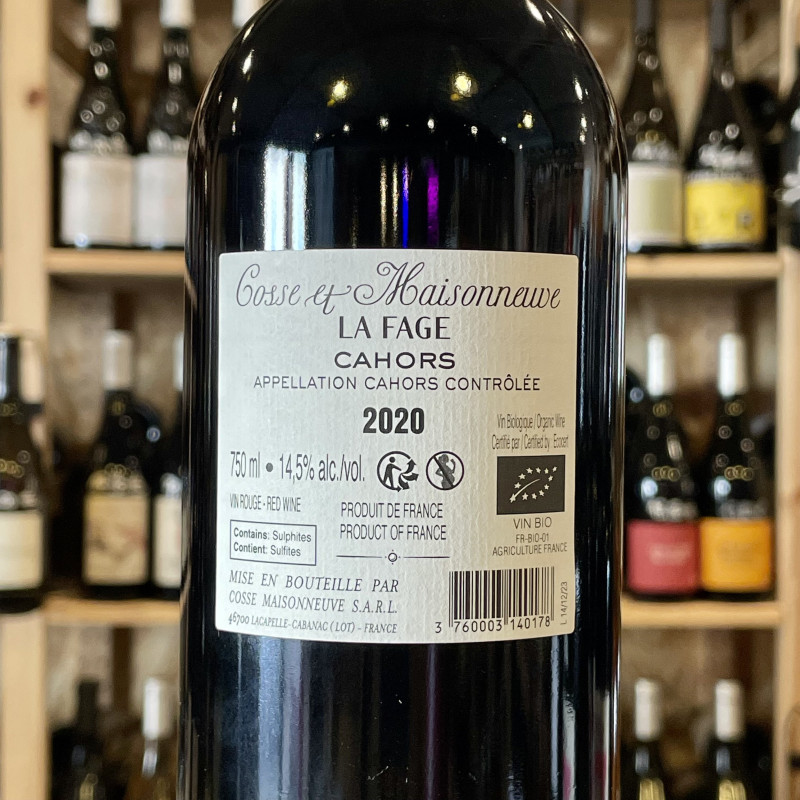 Cosse et Maisonneuve
LA FAGE
CAHORS
APPELLATION CAHORS CONTRÔLÉE
2020
750 ml • 14,5% alc./vol.
VIN ROUGE - RED WINE
Contains: Sulphites
Contient: Sulfites
PRODUIT DE FRANCE
PRODUCT OF FRANCE
Vin Biologique / Organic Wine
Certifié par / Certified by Ecocert
VIN BIO
FR-BIO-01
AGRICULTURE FRANCE
MISE EN BOUTEILLE PAR
COSSE MAISONNEUVE S.A.R.L.
46700 LACAPELLE-CABANAC (LOT) - FRANCE
3 760003 140178
L 14/12/23